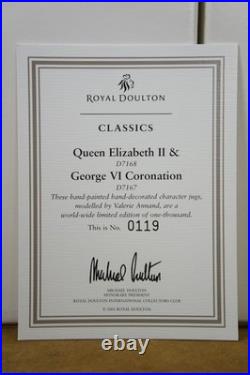 ROYAL DOULTON
CLASSICS
Queen Elizabeth II &
D7168
George VI Coronation
D7167
These hand-painted hand-decorated character jugs,
modelled by Valerie Annand, are a
world-wide limited edition of one-thousand.
This is No. 0119
Michael Doulton
MICHAEL DOULTON
HONORARY PRESIDENT
ROYAL DOULTON INTERNATIONAL COLLECTORS CLUB